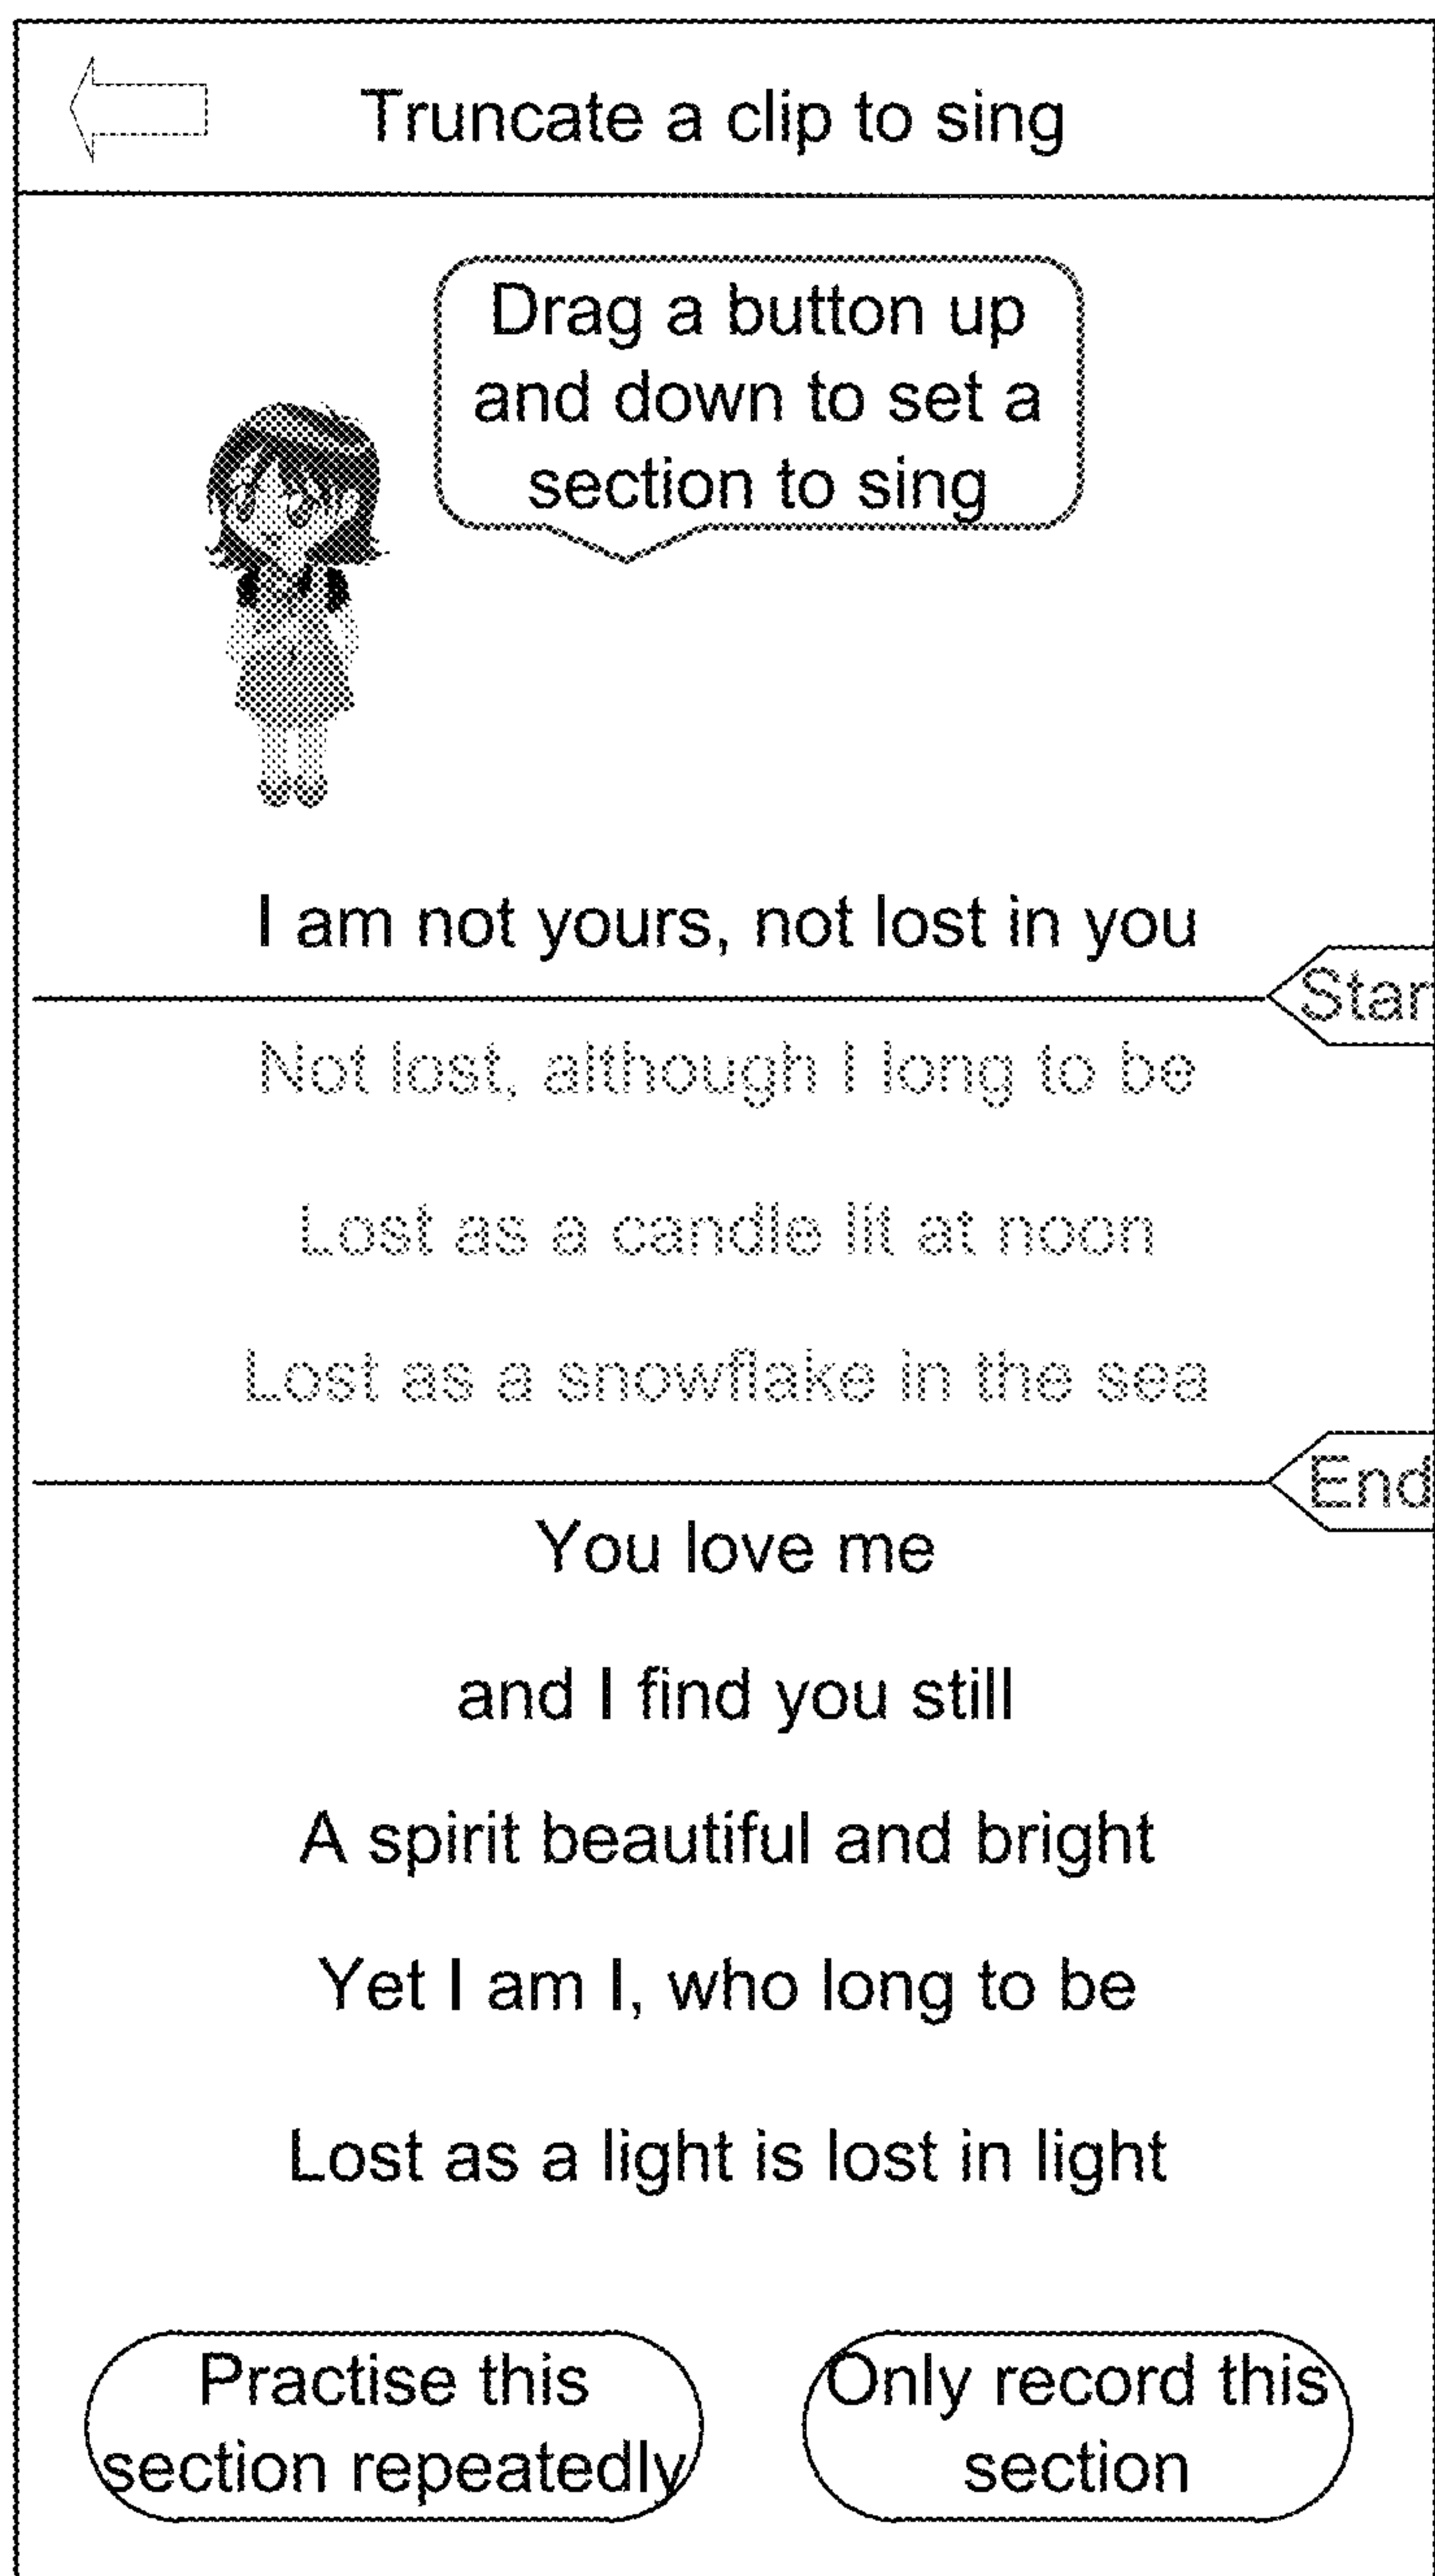 Truncate a clip to sing
Drag a button up
and down to set a
section to sing
I am not yours, not lost in you
Star
Not lost, although I long to be
Lost as a candle lit at noon
Lost as a snowflake in the sea
End
You love me
and I find you still
A spirit beautiful and bright
Yet I am I, who long to be
Lost as a light is lost in light
Practise this
section repeatedly
Only record this
section